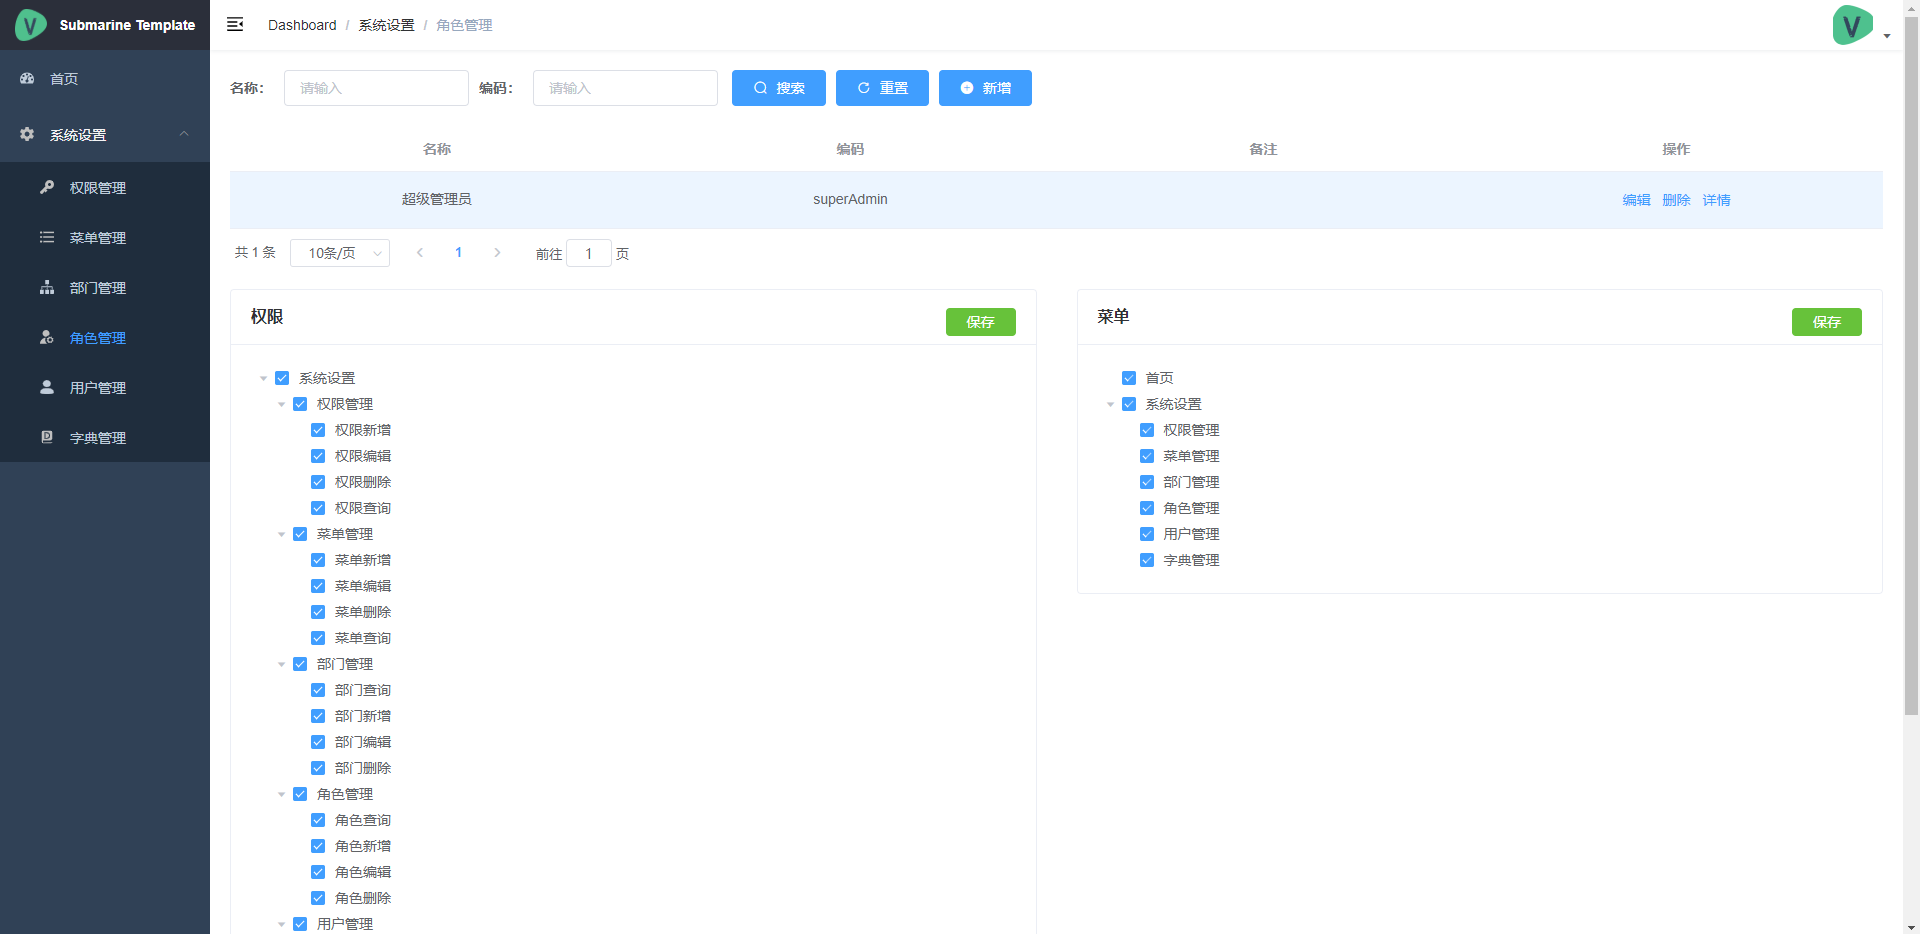 Submarine Template
首页
系统设置
权限管理
菜单管理
部门管理
角色管理
用户管理
字典管理
Dashboard / 系统设置 / 角色管理
名称: 请输入 编码: 请输入 搜索 重置 新增
名称 编码 备注 操作
超级管理员 superAdmin 编辑 删除 详情
共 1 条 10条/页 1 前往 1 页
权限 保存
系统设置
权限管理
权限新增
权限编辑
权限删除
权限查询
菜单管理
菜单新增
菜单编辑
菜单删除
菜单查询
部门管理
部门查询
部门新增
部门编辑
部门删除
角色管理
角色查询
角色新增
角色编辑
角色删除
用户管理
菜单 保存
首页
系统设置
权限管理
菜单管理
部门管理
角色管理
用户管理
字典管理